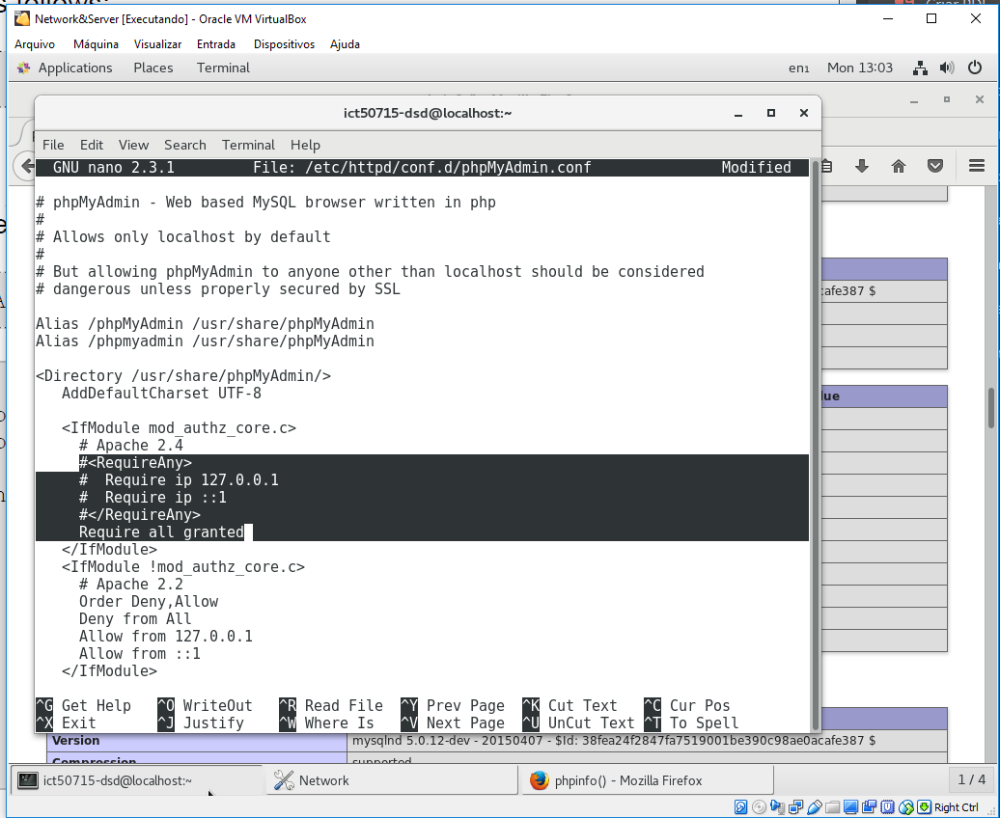 Network&Server [Executando] - Oracle VM VirtualBox
Arquivo Máquina Visualizar Entrada Dispositivos Ajuda
Applications Places Terminal en₁ Mon 13:03
ict50715-dsd@localhost:~
File Edit View Search Terminal Help
GNU nano 2.3.1 File: /etc/httpd/conf.d/phpMyAdmin.conf Modified
# phpMyAdmin - Web based MySQL browser written in php
#
# Allows only localhost by default
#
# But allowing phpMyAdmin to anyone other than localhost should be considered
# dangerous unless properly secured by SSL
Alias /phpMyAdmin /usr/share/phpMyAdmin
Alias /phpmyadmin /usr/share/phpMyAdmin
<Directory /usr/share/phpMyAdmin/>
AddDefaultCharset UTF-8
<IfModule mod_authz_core.c>
# Apache 2.4
#<RequireAny>
#  Require ip 127.0.0.1
#  Require ip ::1
#</RequireAny>
Require all granted
</IfModule>
<IfModule !mod_authz_core.c>
# Apache 2.2
Order Deny,Allow
Deny from All
Allow from 127.0.0.1
Allow from ::1
</IfModule>
^G Get Help ^O WriteOut ^R Read File ^Y Prev Page ^K Cut Text ^C Cur Pos
^X Exit ^J Justify ^W Where Is ^V Next Page ^U UnCut Text ^T To Spell
cafe387 $
lue
Version mysqlnd 5.0.12-dev - 20150407 - $Id: 38fea24f2847fa7519001be390c98ae0acafe387 $
Compression supported
ict50715-dsd@localhost:~ Network phpinfo() - Mozilla Firefox 1 / 4
Right Ctrl